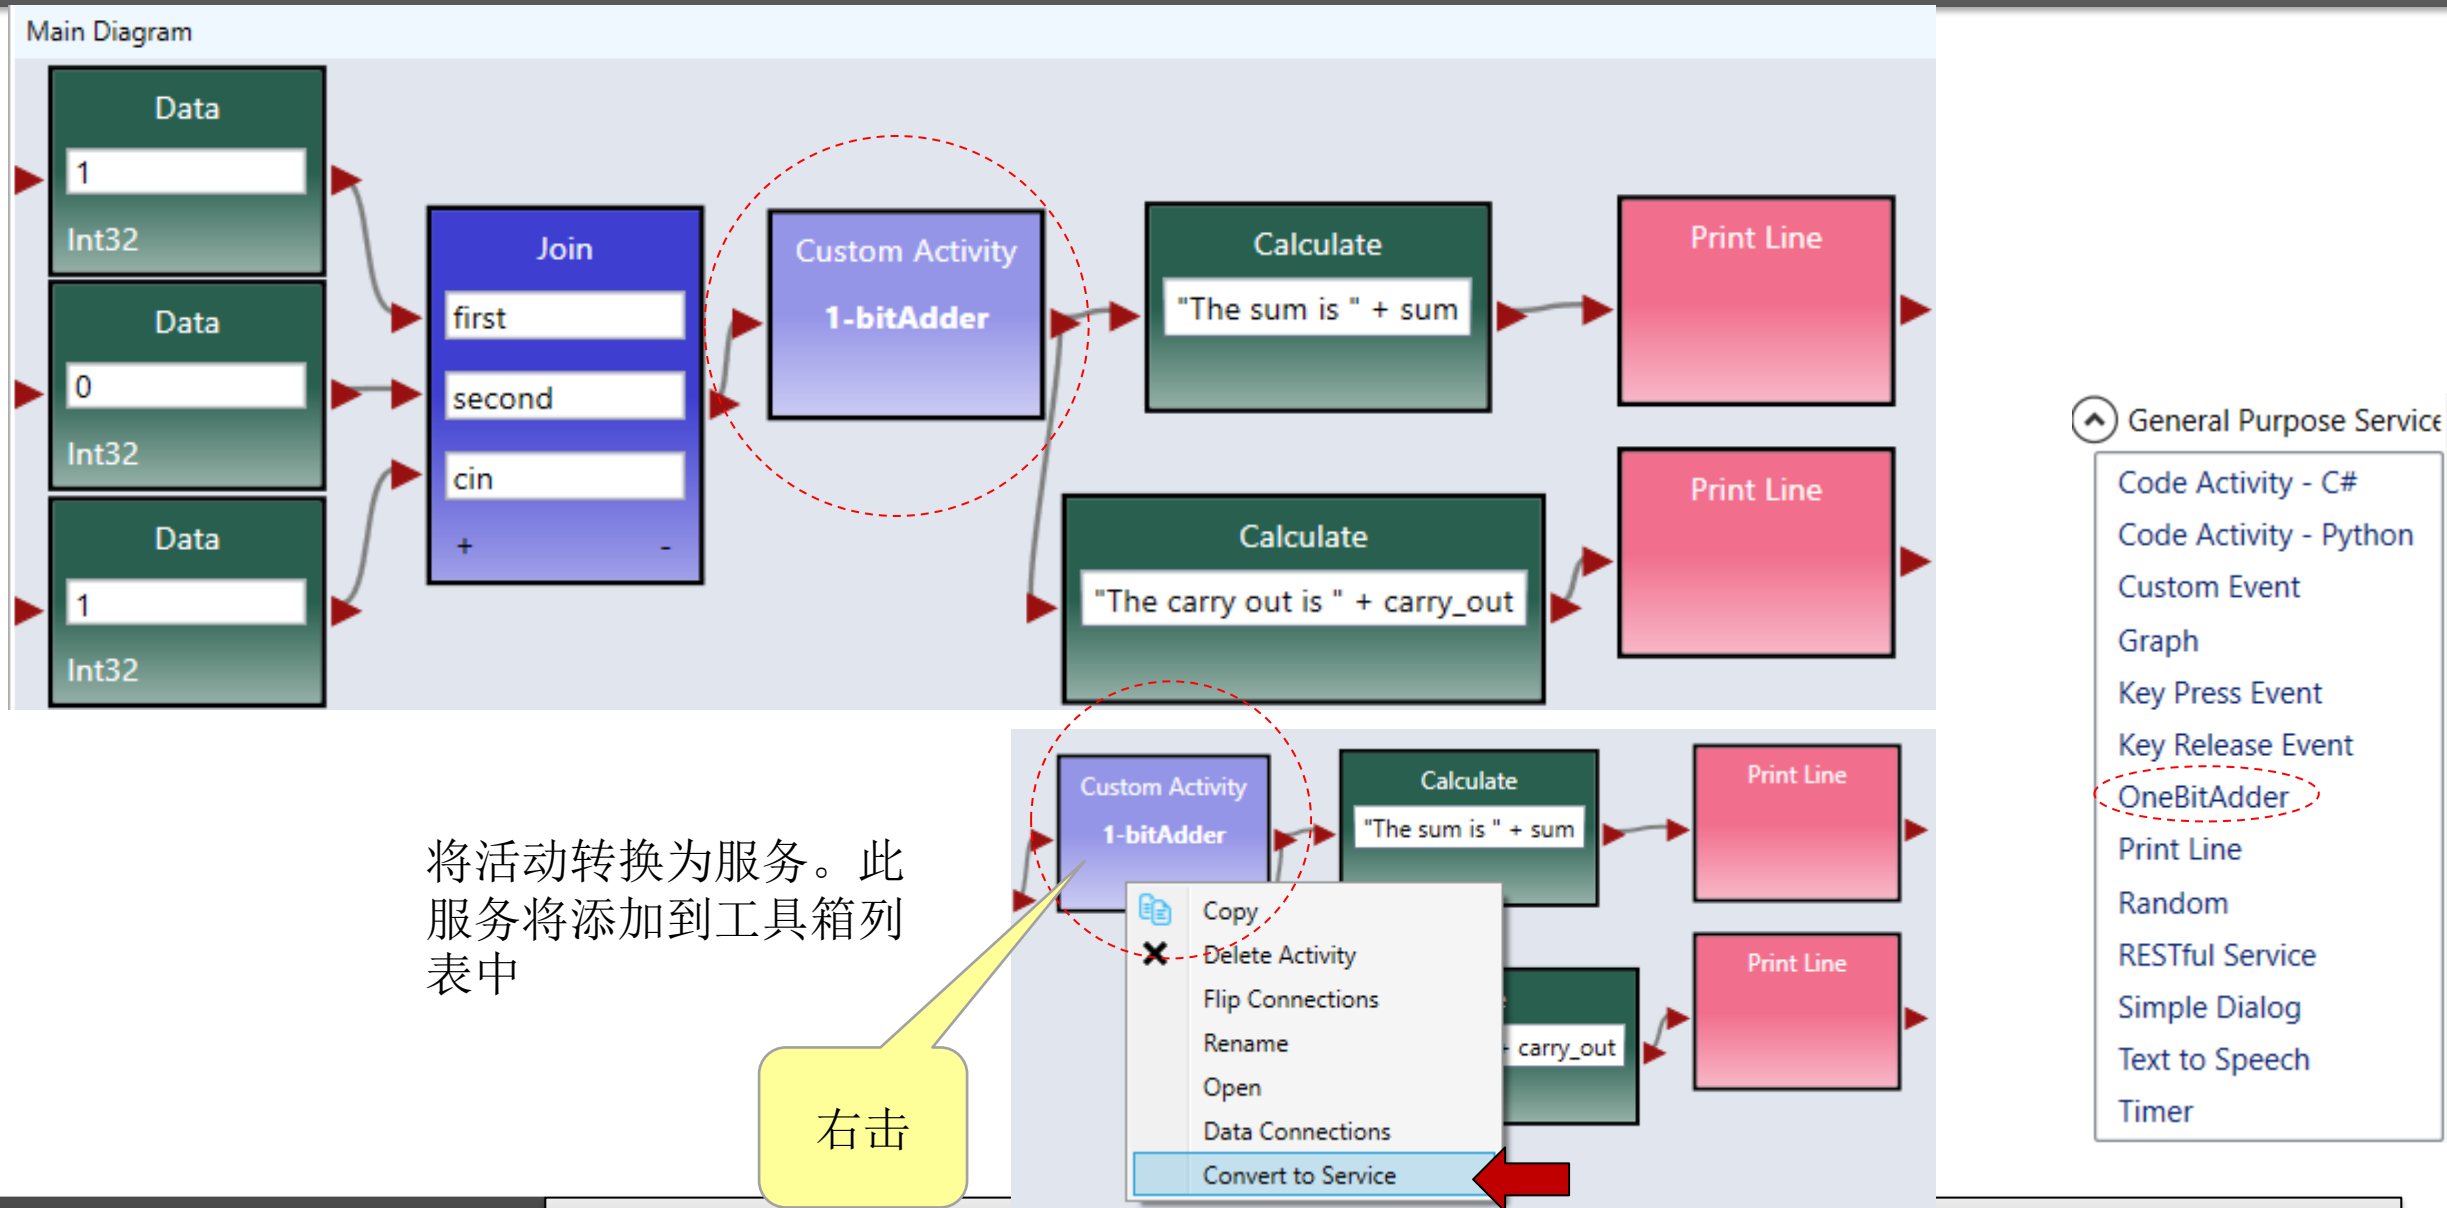 Main Diagram
Data
1
Int32
Data
0
Int32
Data
1
Int32
Join
first
second
cin
+ -
Custom Activity
1-bitAdder
Calculate
"The sum is " + sum
Print Line
Calculate
"The carry out is " + carry_out
Print Line
将活动转换为服务。此
服务将添加到工具箱列
表中
右击
Custom Activity
1-bitAdder
Calculate
"The sum is " + sum
Print Line
carry_out
Print Line
Copy
Delete Activity
Flip Connections
Rename
Open
Data Connections
Convert to Service
General Purpose Service
Code Activity - C#
Code Activity - Python
Custom Event
Graph
Key Press Event
Key Release Event
OneBitAdder
Print Line
Random
RESTful Service
Simple Dialog
Text to Speech
Timer